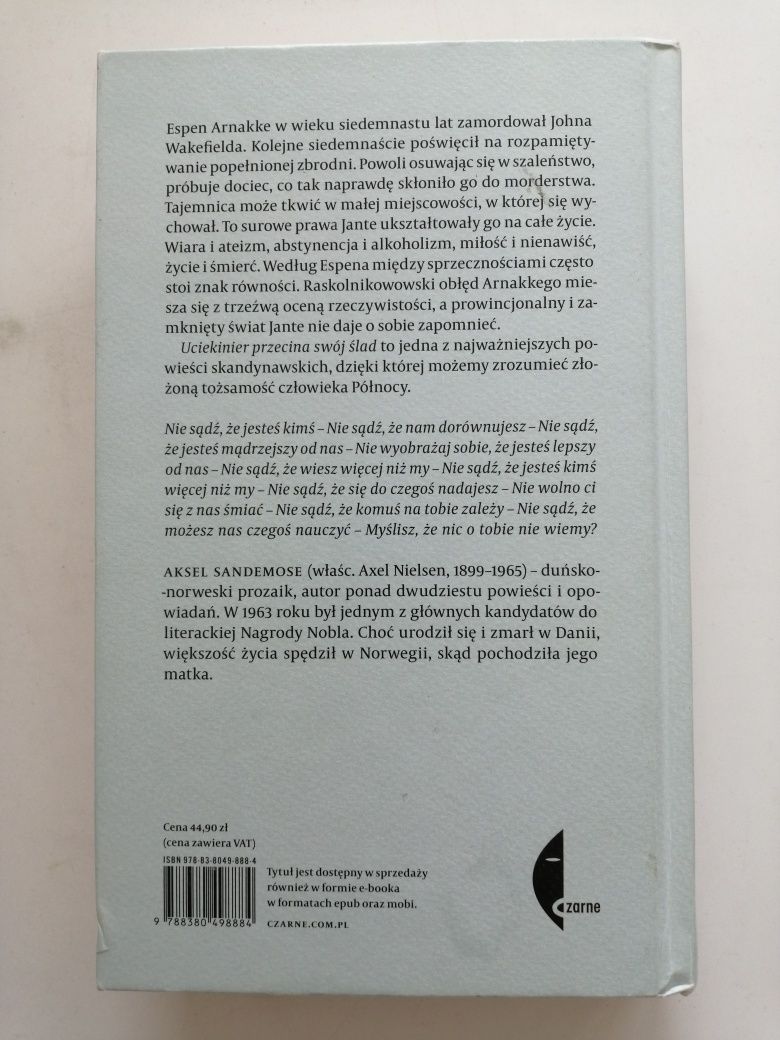 Espen Arnakke w wieku siedemnastu lat zamordował Johna
Wakefielda. Kolejne siedemnaście poświęcił na rozpamięty-
wanie popełnionej zbrodni. Powoli osuwając się w szaleństwo,
próbuje dociec, co tak naprawdę skłoniło go do morderstwa.
Tajemnica może tkwić w małej miejscowości, w której się wy-
chował. To surowe prawa Jante ukształtowały go na całe życie.
Wiara i ateizm, abstynencja i alkoholizm, miłość i nienawiść,
życie i śmierć. Według Espena między sprzecznościami często
stoi znak równości. Raskolnikowowski obłęd Arnakkego mie-
sza się z trzeźwą oceną rzeczywistości, a prowincjonalny i za-
mknięty świat Jante nie daje o sobie zapomnieć.
Uciekinier przecina swój ślad to jedna z najważniejszych po-
wieści skandynawskich, dzięki której możemy zrozumieć zło-
żoną tożsamość człowieka Północy.
Nie sądź, że jesteś kimś – Nie sądź, że nam dorównujesz – Nie sądź,
że jesteś mądrzejszy od nas – Nie wyobrażaj sobie, że jesteś lepszy
od nas – Nie sądź, że wiesz więcej niż my – Nie sądź, że jesteś kimś
więcej niż my – Nie sądź, że się do czegoś nadajesz – Nie wolno ci
się z nas śmiać – Nie sądź, że komuś na tobie zależy – Nie sądź, że
możesz nas czegoś nauczyć – Myślisz, że nic o tobie nie wiemy?
AKSEL SANDEMOSE (właśc. Axel Nielsen, 1899–1965) – duńsko-
-norweski prozaik, autor ponad dwudziestu powieści i opo-
wiadań. W 1963 roku był jednym z głównych kandydatów do
literackiej Nagrody Nobla. Choć urodził się i zmarł w Danii,
większość życia spędził w Norwegii, skąd pochodziła jego
matka.
Cena 44,90 zł
(cena zawiera VAT)
ISBN 978-83-8049-888-4
9 788380 498884
Tytuł jest dostępny w sprzedaży
również w formie e-booka
w formatach epub oraz mobi.
CZARNE.COM.PL
czarne